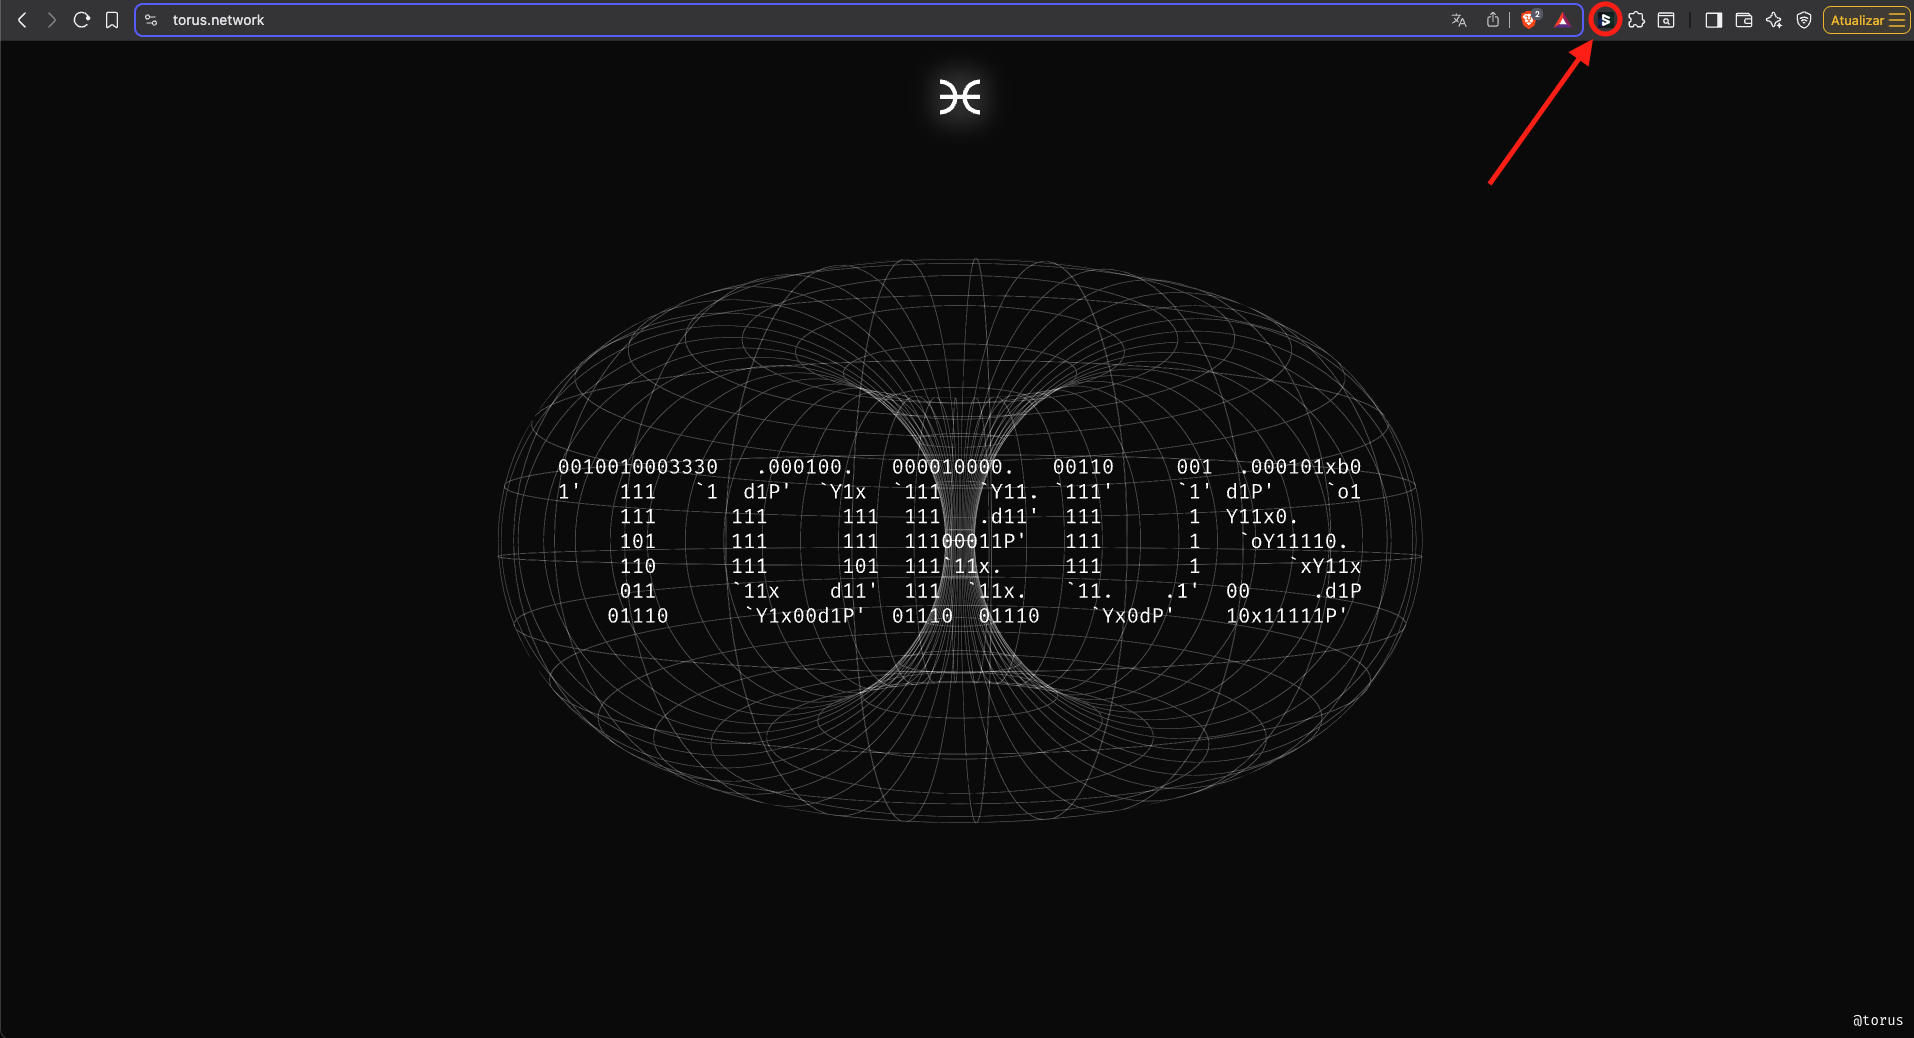 torus.network
2
Atualizar
0010010003330   .000100.   000010000.   00110     001  .000101xb0
1'   111   `1  d1P'  `Y1x  `111   `Y11. `111'     `1' d1P'    `o1
     111      111      111  111   .d11'  111       1  Y11x0.
     101      111      111  11100011P'   111       1   `oY11110.
     110      111      101  111`11x.     111       1       `xY11x
     011      `11x    d11'  111  `11x.   `11.    .1'  00     .d1P
    01110      `Y1x00d1P'  01110  01110    `Yx0dP'    10x11111P'
@torus